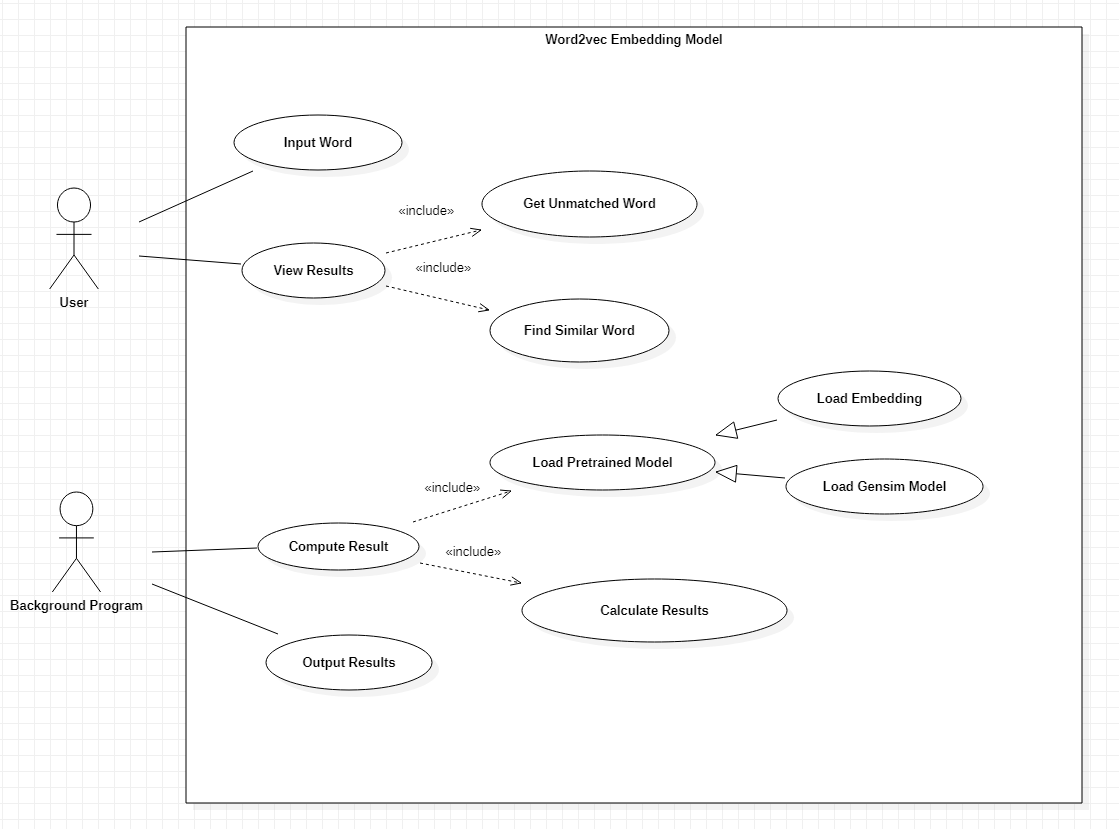 Word2vec Embedding Model
Input Word
«include»
Get Unmatched Word
«include»
View Results
User
Find Similar Word
Load Embedding
Load Pretrained Model
«include»
Load Gensim Model
Compute Result
«include»
Background Program
Calculate Results
Output Results